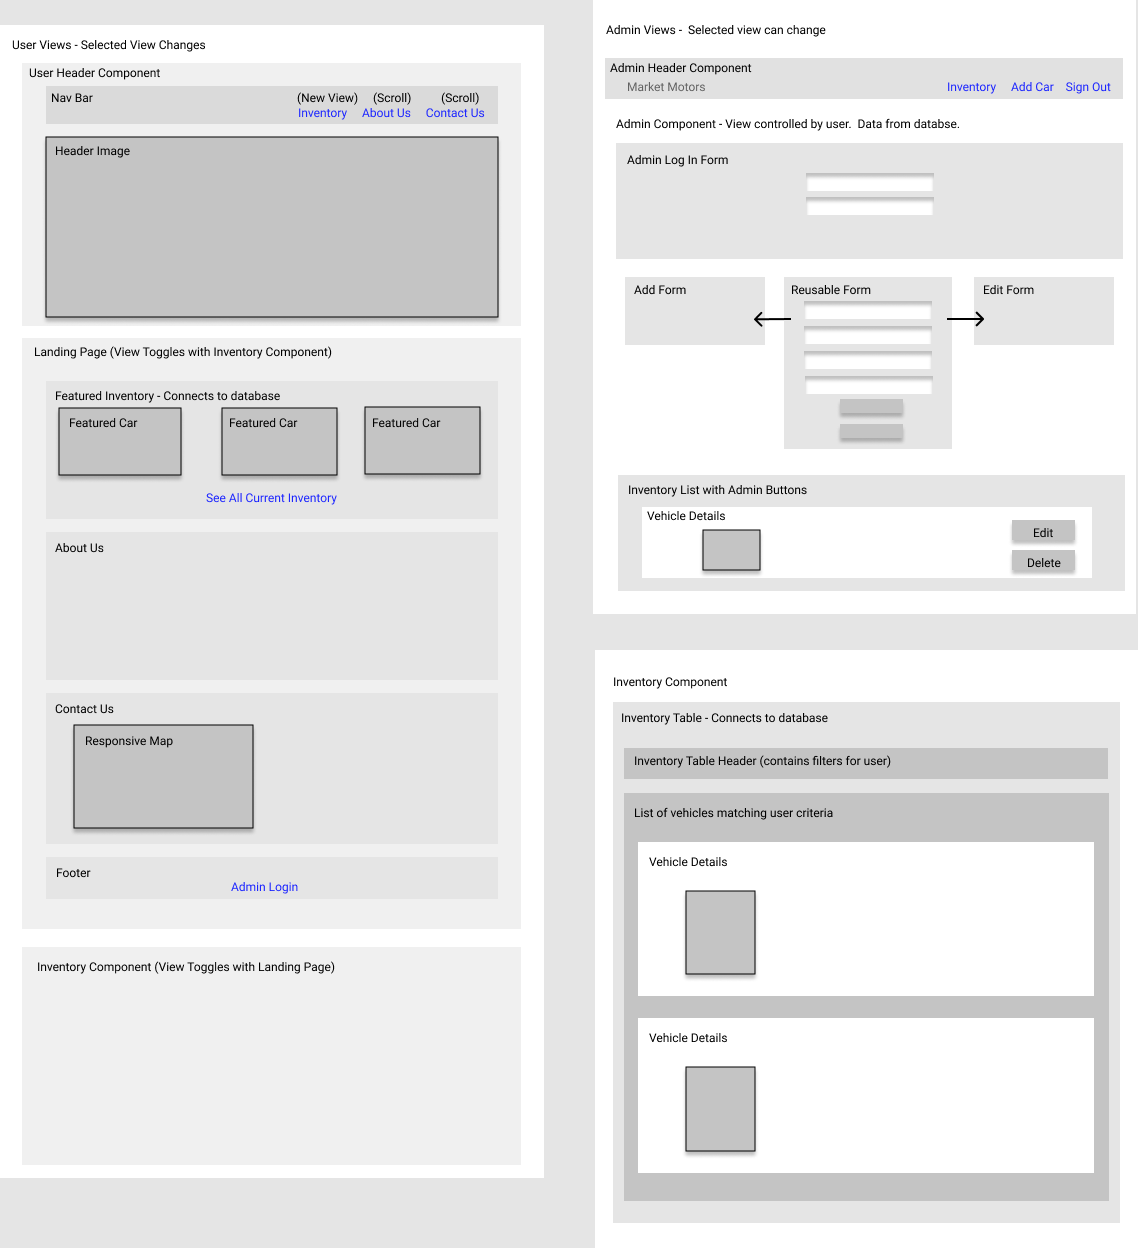 User Views - Selected View Changes
User Header Component
Nav Bar
(New View) (Scroll) (Scroll)
Inventory About Us Contact Us
Header Image
Landing Page (View Toggles with Inventory Component)
Featured Inventory - Connects to database
Featured Car Featured Car Featured Car
See All Current Inventory
About Us
Contact Us
Responsive Map
Footer
Admin Login
Inventory Component (View Toggles with Landing Page)
Admin Views - Selected view can change
Admin Header Component
Market Motors Inventory Add Car Sign Out
Admin Component - View controlled by user. Data from databse.
Admin Log In Form
Add Form Reusable Form Edit Form
Inventory List with Admin Buttons
Vehicle Details
Edit
Delete
Inventory Component
Inventory Table - Connects to database
Inventory Table Header (contains filters for user)
List of vehicles matching user criteria
Vehicle Details
Vehicle Details